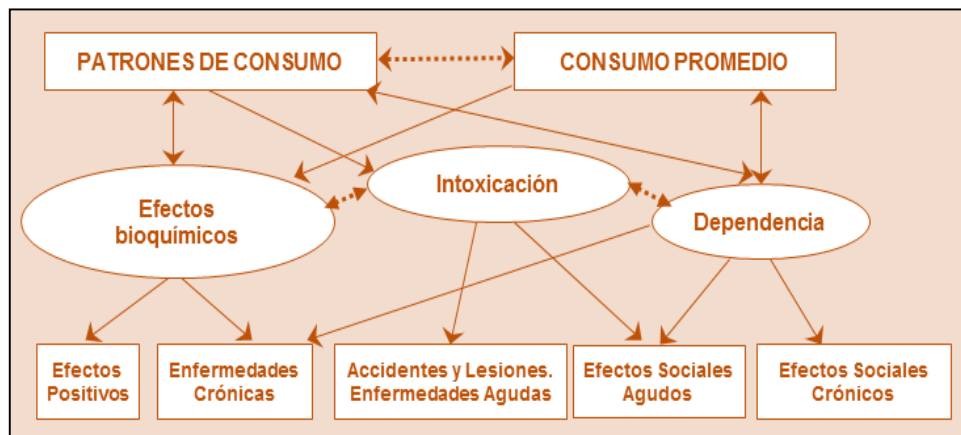 PATRONES DE CONSUMO
CONSUMO PROMEDIO
Efectos
bioquímicos
Intoxicación
Dependencia
Efectos
Positivos
Enfermedades
Crónicas
Accidentes y Lesiones.
Enfermedades Agudas
Efectos Sociales
Agudos
Efectos Sociales
Crónicos